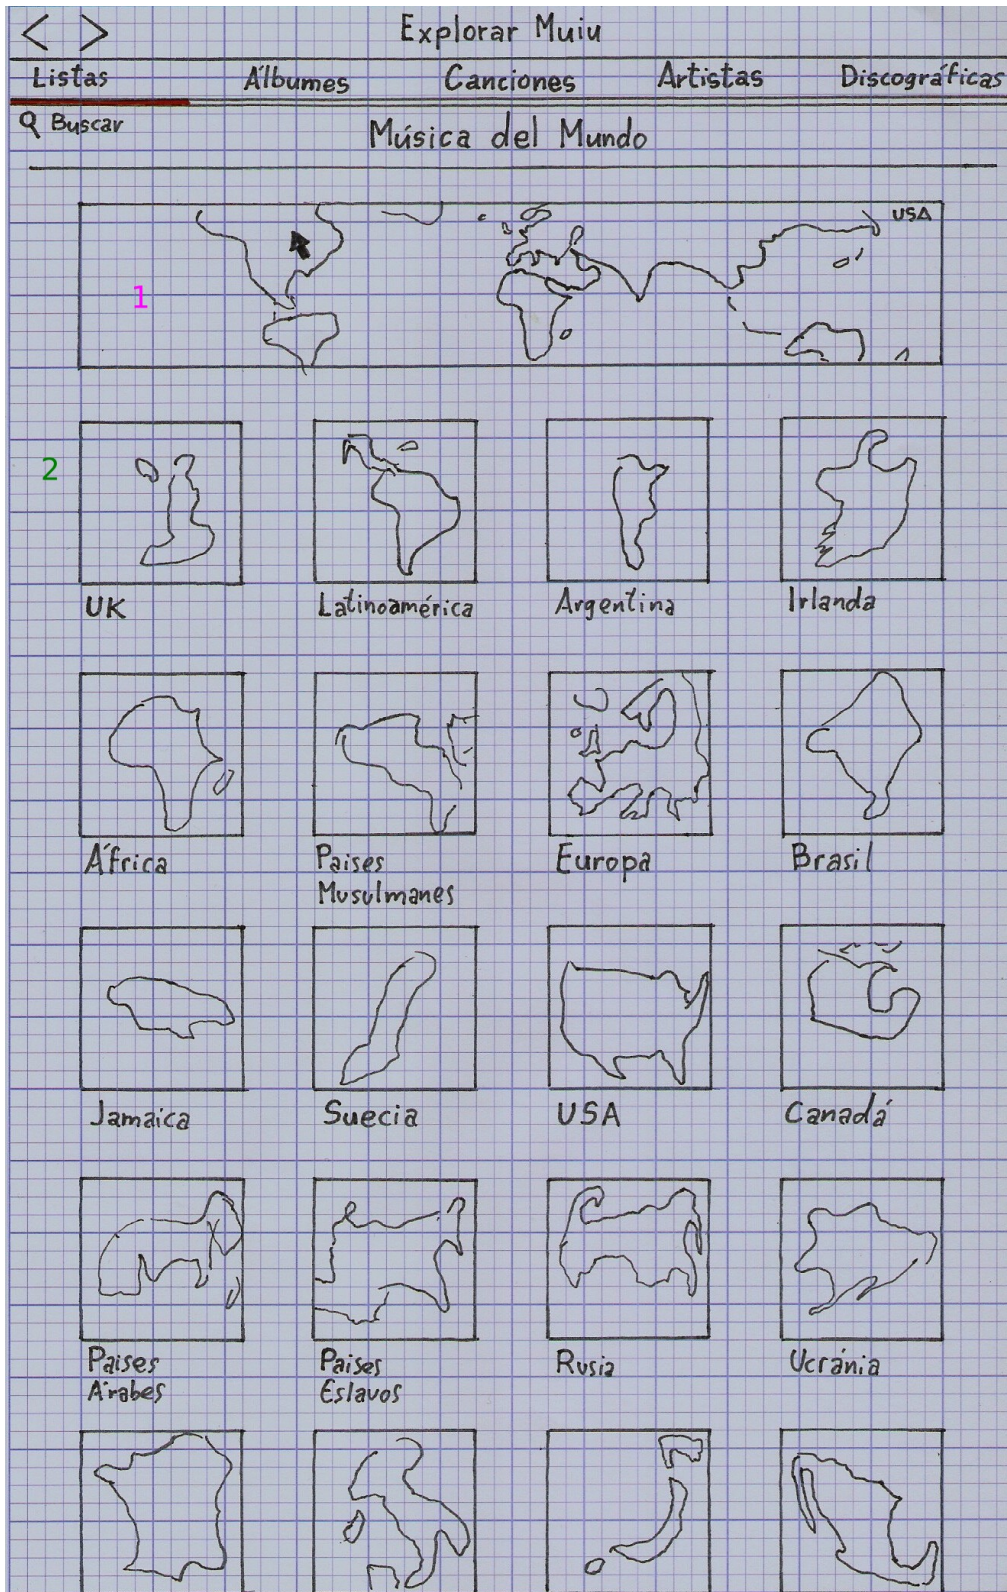 < >
Explorar Muiu
Listas Álbumes Canciones Artistas Discográficas
Buscar
Música del Mundo
USA
1
2
UK Latinoamérica Argentina Irlanda
África Paises Europa Brasil
Musulmanes
Jamaica Suecia USA Canadá
Paises Paises Rusia Ucránia
Árabes Eslavos